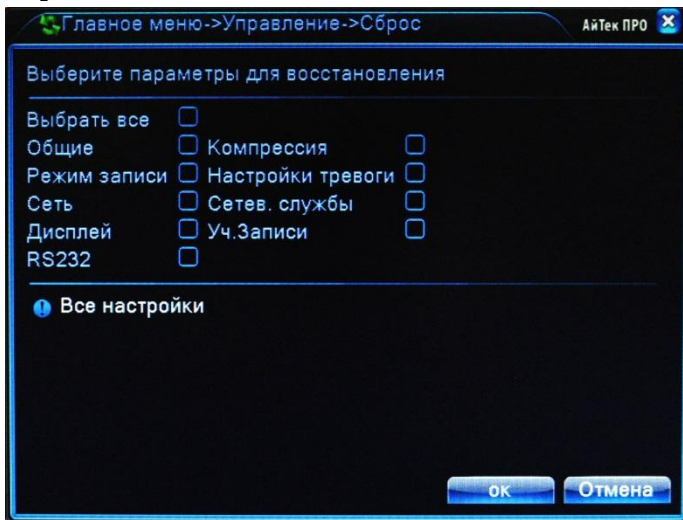 Главное меню->Управление->Сброс АйТек ПРО
Выберите параметры для восстановления
Выбрать все
Общие Компрессия
Режим записи Настройки тревоги
Сеть Сетев. службы
Дисплей Уч.Записи
RS232
Все настройки
ок Отмена